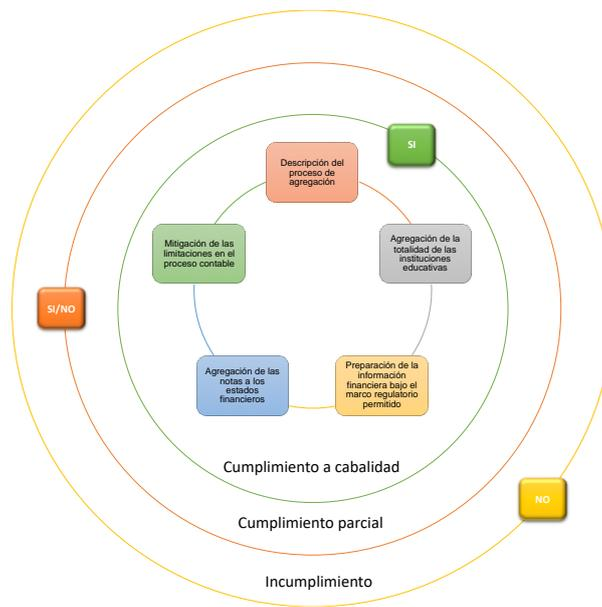 SI
Descripción del
proceso de
agregación
Mitigación de las
limitaciones en el
proceso contable
Agregación de la
totalidad de las
instituciones
educativas
SI/NO
Agregación de las
notas a los
estados
financieros
Preparación de la
información
financiera bajo el
marco regulatorio
permitido
Cumplimiento a cabalidad
NO
Cumplimiento parcial
Incumplimiento